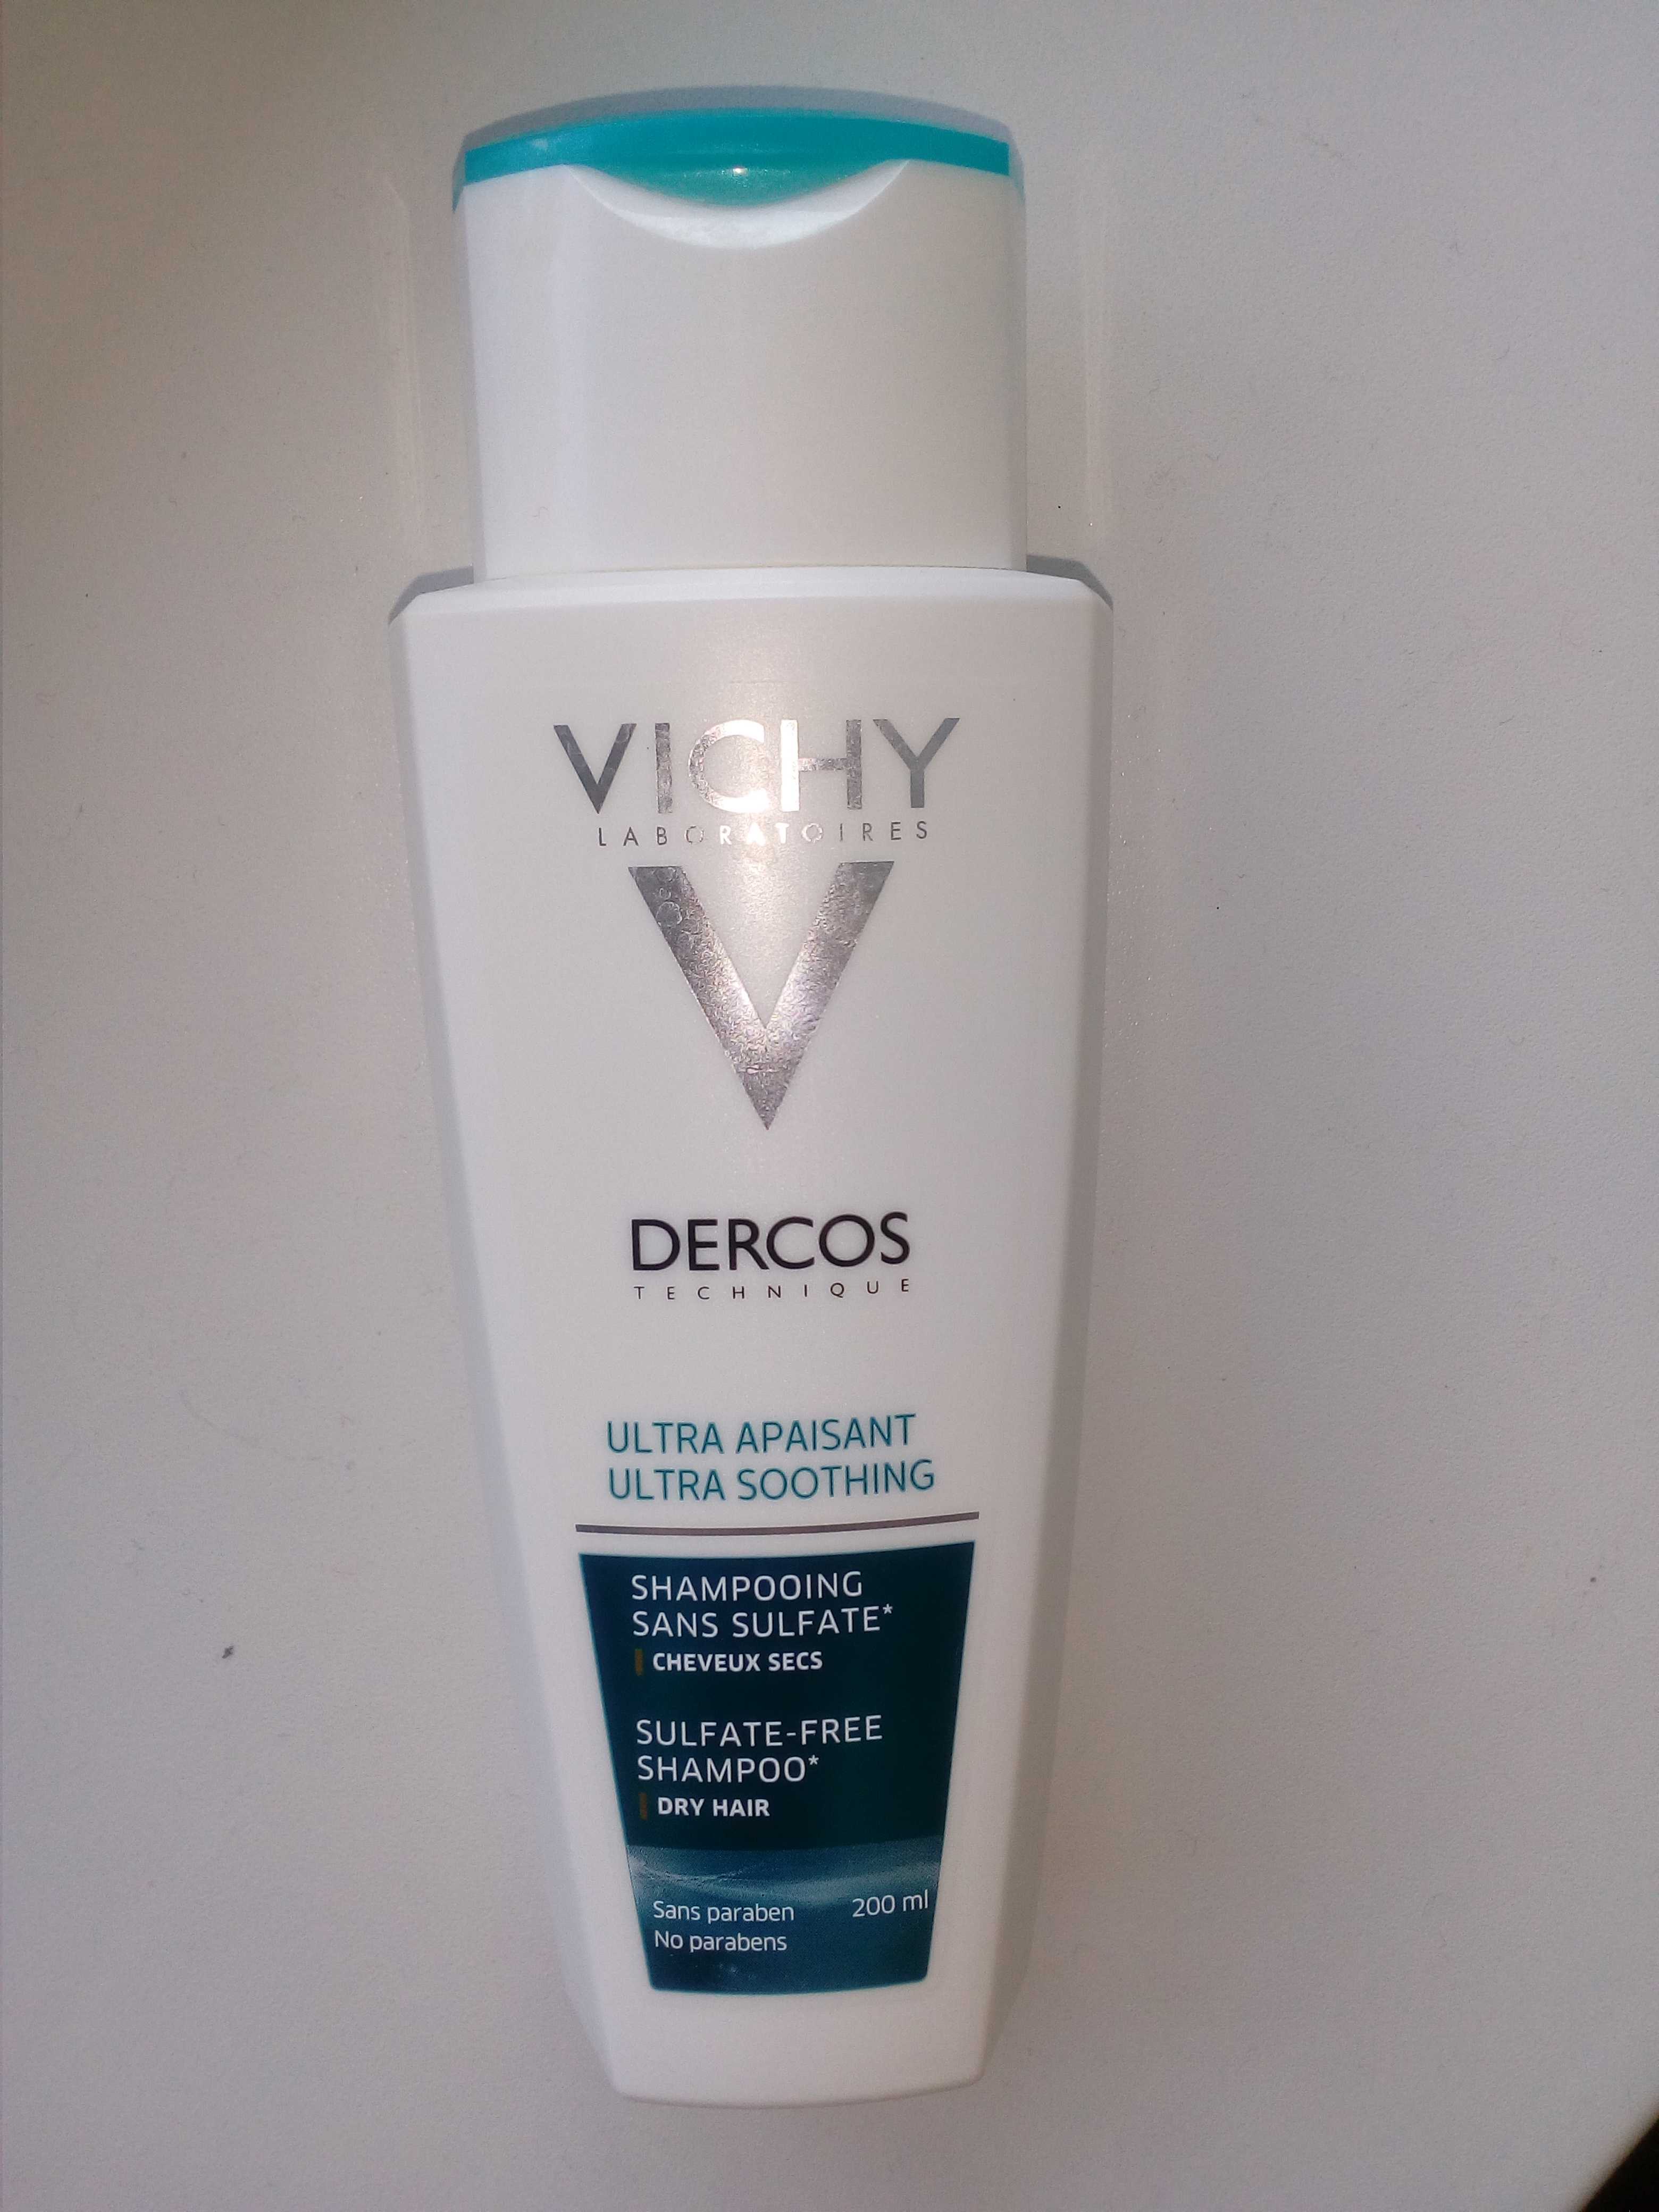 VICHY
LABORATOIRES
V
DERCOS
TECHNIQUE
ULTRA APAISANT
ULTRA SOOTHING
SHAMPOOING
SANS SULFATE*
CHEVEUX SECS
SULFATE-FREE
SHAMPOO*
DRY HAIR
Sans paraben 200 ml
No parabens